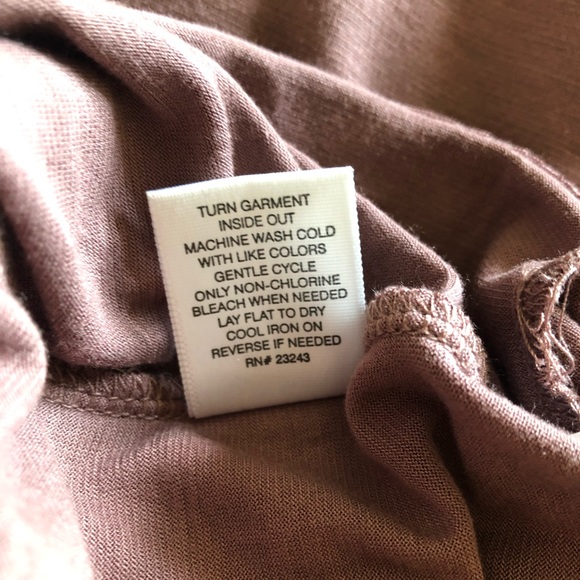 TURN GARMENT
INSIDE OUT
MACHINE WASH COLD
WITH LIKE COLORS
GENTLE CYCLE
ONLY NON-CHLORINE
BLEACH WHEN NEEDED
LAY FLAT TO DRY
COOL IRON ON
REVERSE IF NEEDED
RN# 23243